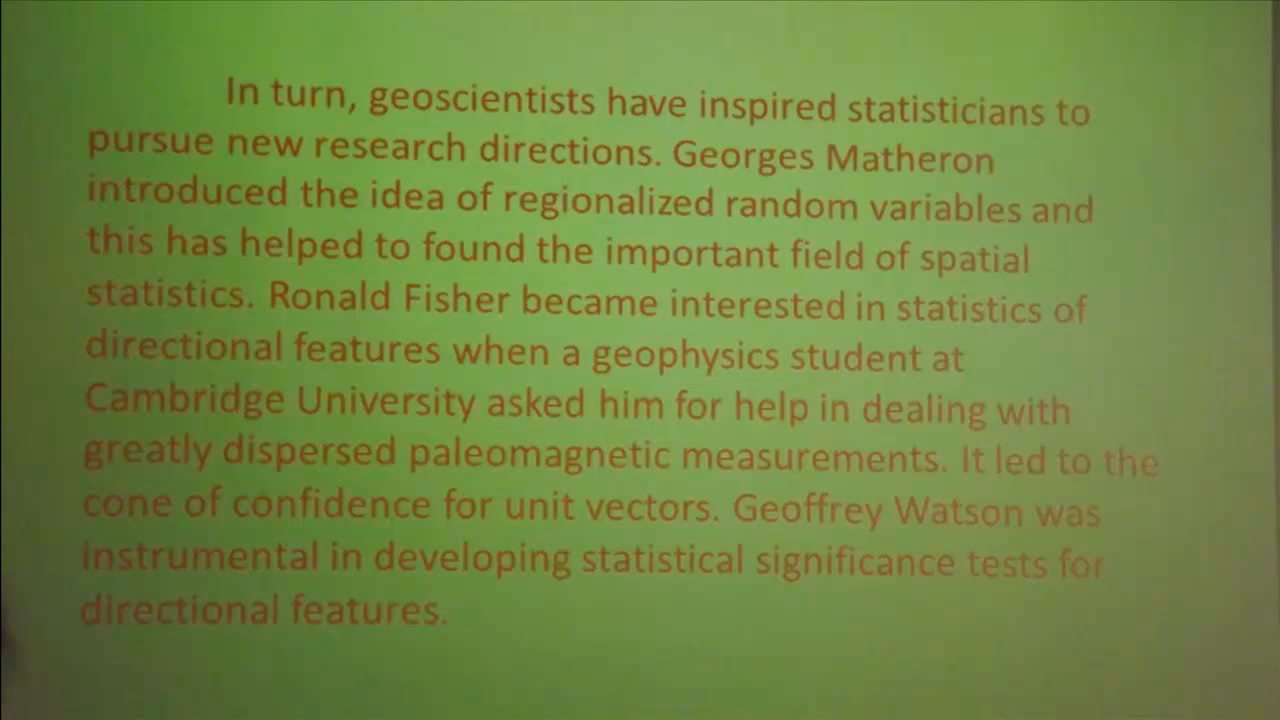 In turn, geoscientists have inspired statisticians to
pursue new research directions. Georges Matheron
introduced the idea of regionalized random variables and
this has helped to found the important field of spatial
statistics. Ronald Fisher became interested in statistics of
directional features when a geophysics student at
Cambridge University asked him for help in dealing with
greatly dispersed paleomagnetic measurements. It led to the
cone of confidence for unit vectors. Geoffrey Watson was
instrumental in developing statistical significance tests for
directional features.